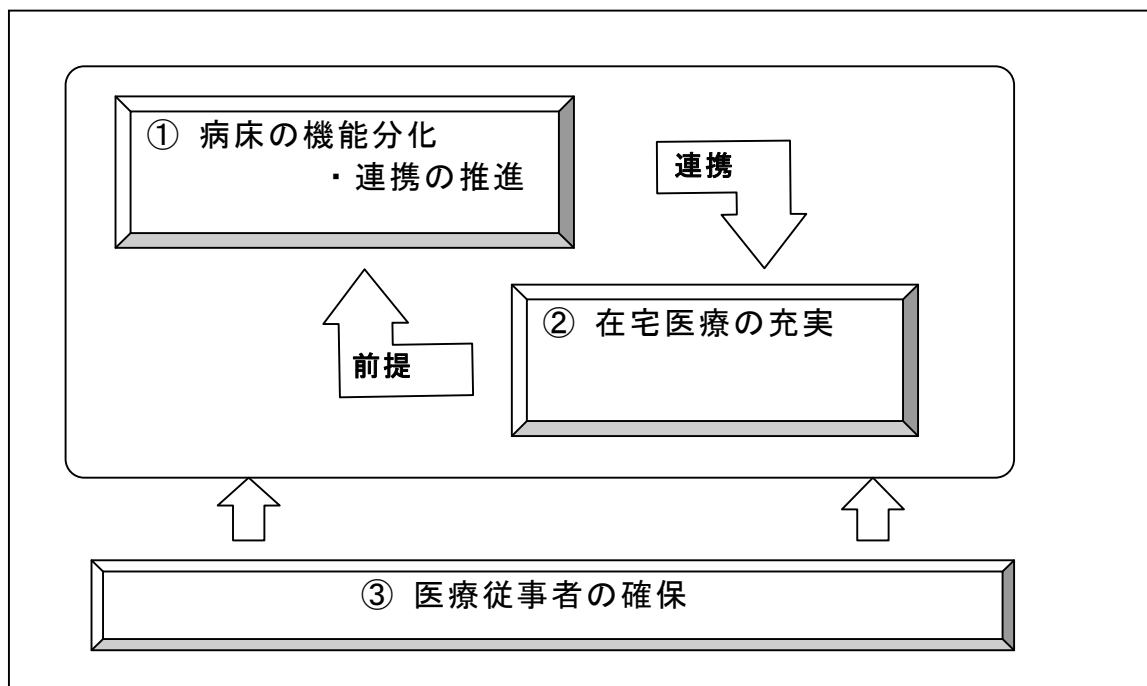 ① 病床の機能分化
・連携の推進
連携
② 在宅医療の充実
前提
③ 医療従事者の確保